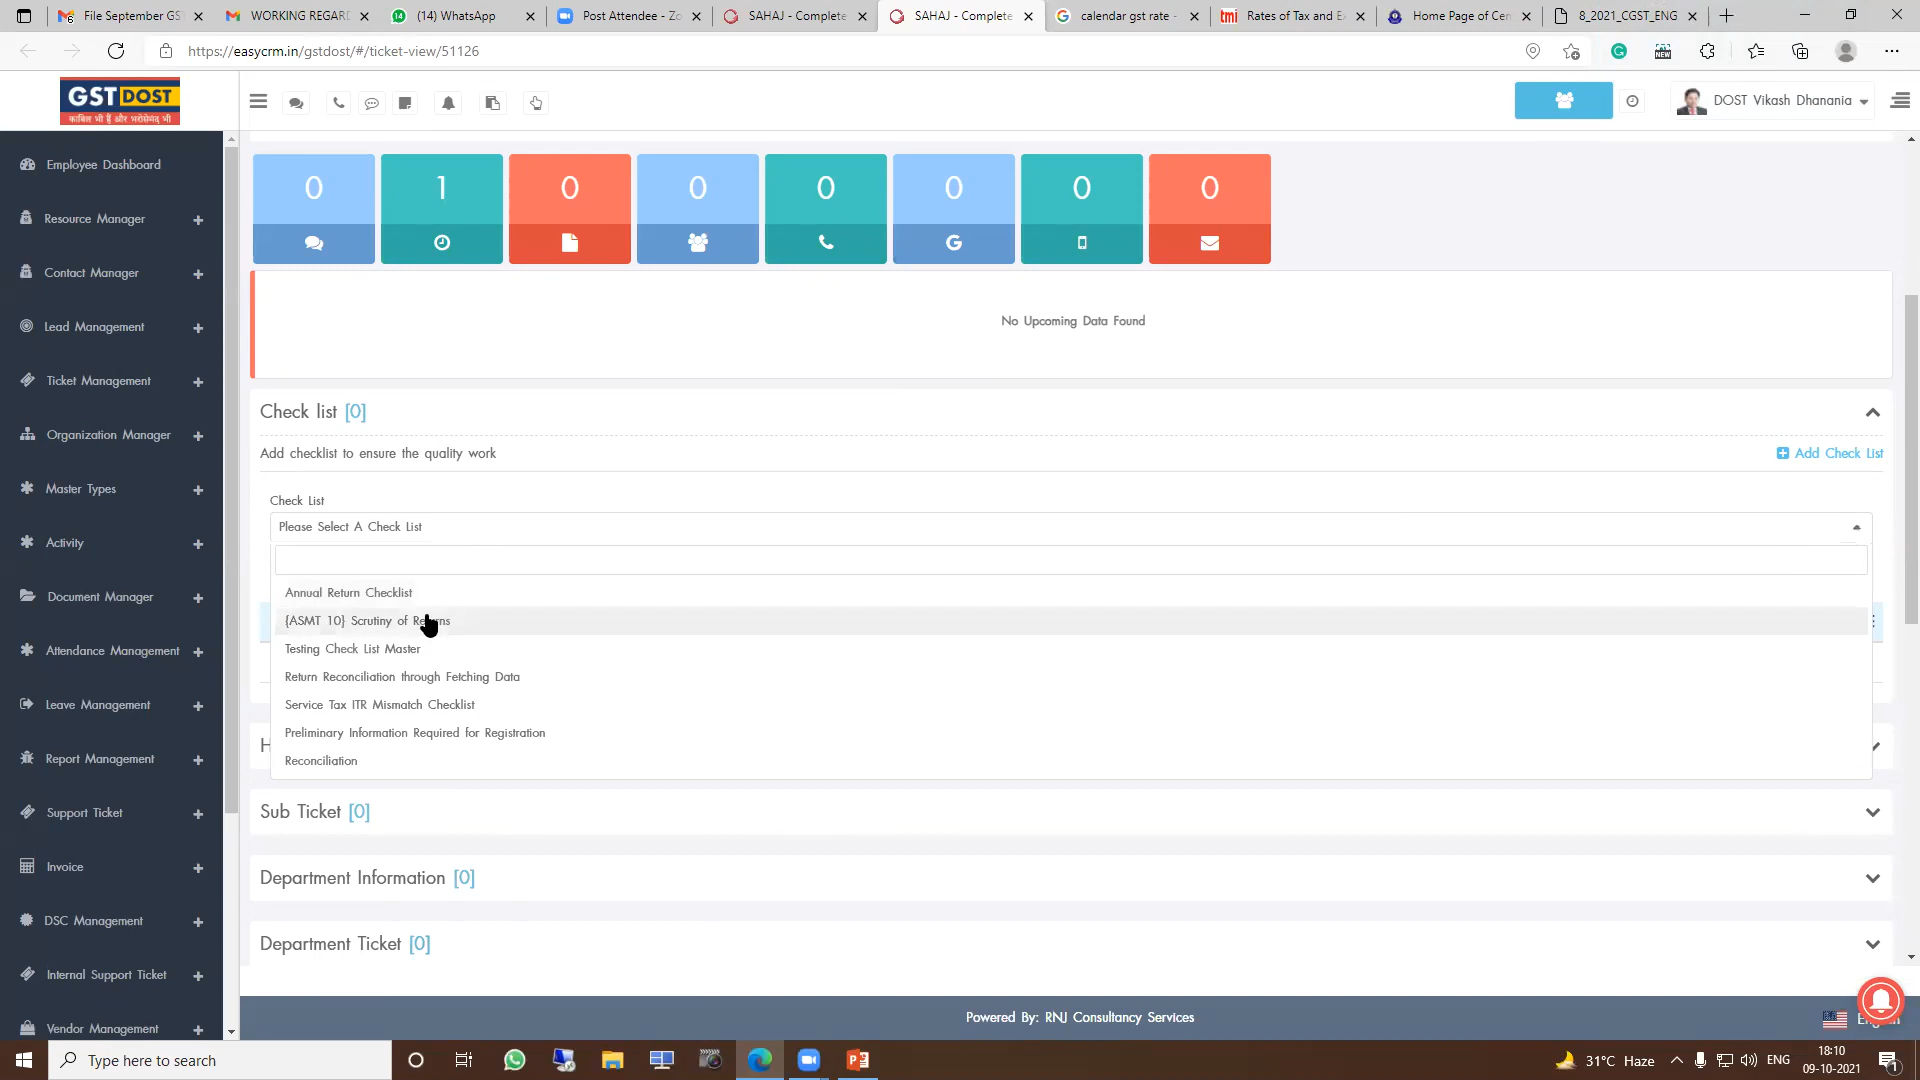 File September GS
WORKING REGARD
(14) WhatsApp
Post Attendee - Zo
SAHAJ - Complete
SAHAJ - Complete
calendar gst rate -
Rates of Tax and E
Home Page of Cen
8_2021_CGST_ENG
https://easycrm.in/gstdost/#/ticket-view/51126
GST DOST
काबिल भी हैं और भरोसेमंद भी
DOST Vikash Dhanania
Employee Dashboard
Resource Manager
Contact Manager
Lead Management
Ticket Management
Organization Manager
Master Types
Activity
Document Manager
Attendance Management
Leave Management
Report Management
Support Ticket
Invoice
DSC Management
Internal Support Ticket
Vendor Management
0 1 0 0 0 0 0 0
No Upcoming Data Found
Check list [0]
Add checklist to ensure the quality work
Add Check List
Check List
Please Select A Check List
Annual Return Checklist
{ASMT 10} Scrutiny of Returns
Testing Check List Master
Return Reconciliation through Fetching Data
Service Tax ITR Mismatch Checklist
Preliminary Information Required for Registration
Reconciliation
Sub Ticket [0]
Department Information [0]
Department Ticket [0]
Powered By: RNJ Consultancy Services
Type here to search
31°C Haze
ENG
18:10
09-10-2021